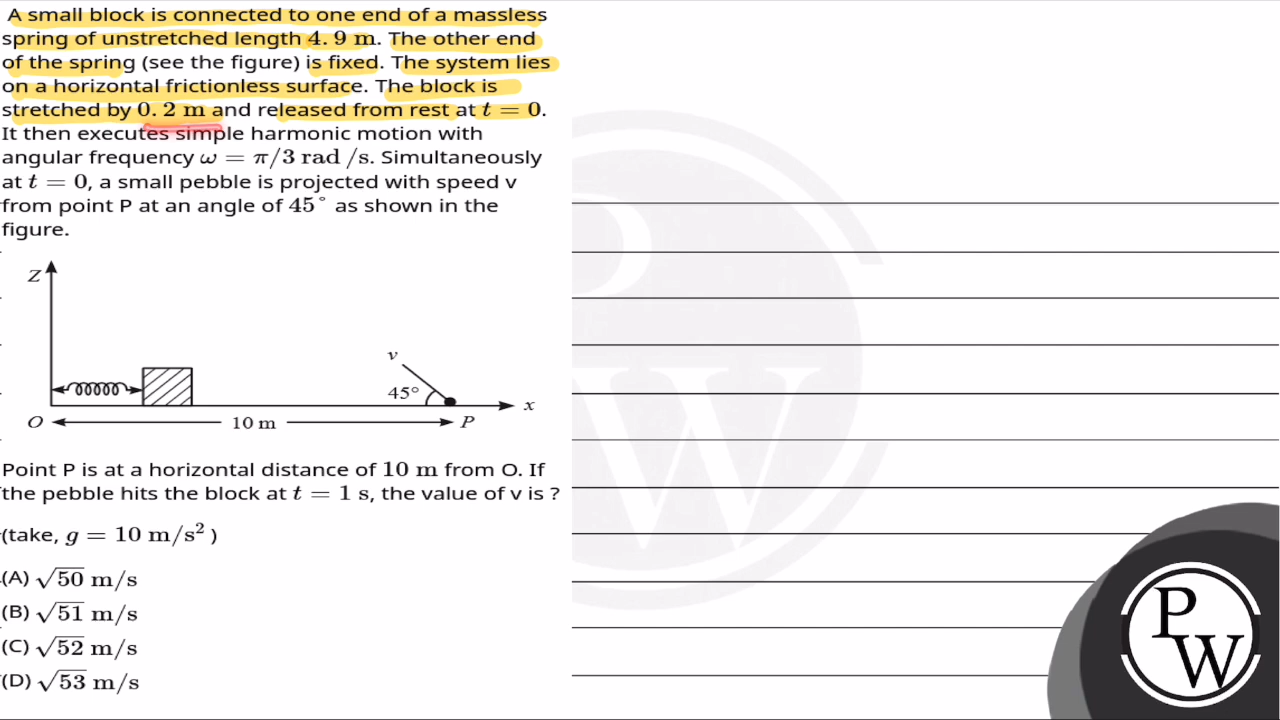 A small block is connected to one end of a massless
spring of unstretched length 4. 9 m. The other end
of the spring (see the figure) is fixed. The system lies
on a horizontal frictionless surface. The block is
stretched by 0. 2 m and released from rest at t = 0.
It then executes simple harmonic motion with
angular frequency ω = π/3 rad /s. Simultaneously
at t = 0, a small pebble is projected with speed v
from point P at an angle of 45° as shown in the
figure.
Z
v
45°
x
O
10 m
P
Point P is at a horizontal distance of 10 m from O. If
the pebble hits the block at t = 1 s, the value of v is ?
(take, g = 10 m/s² )
(A) √50 m/s
(B) √51 m/s
(C) √52 m/s
(D) √53 m/s
P
W